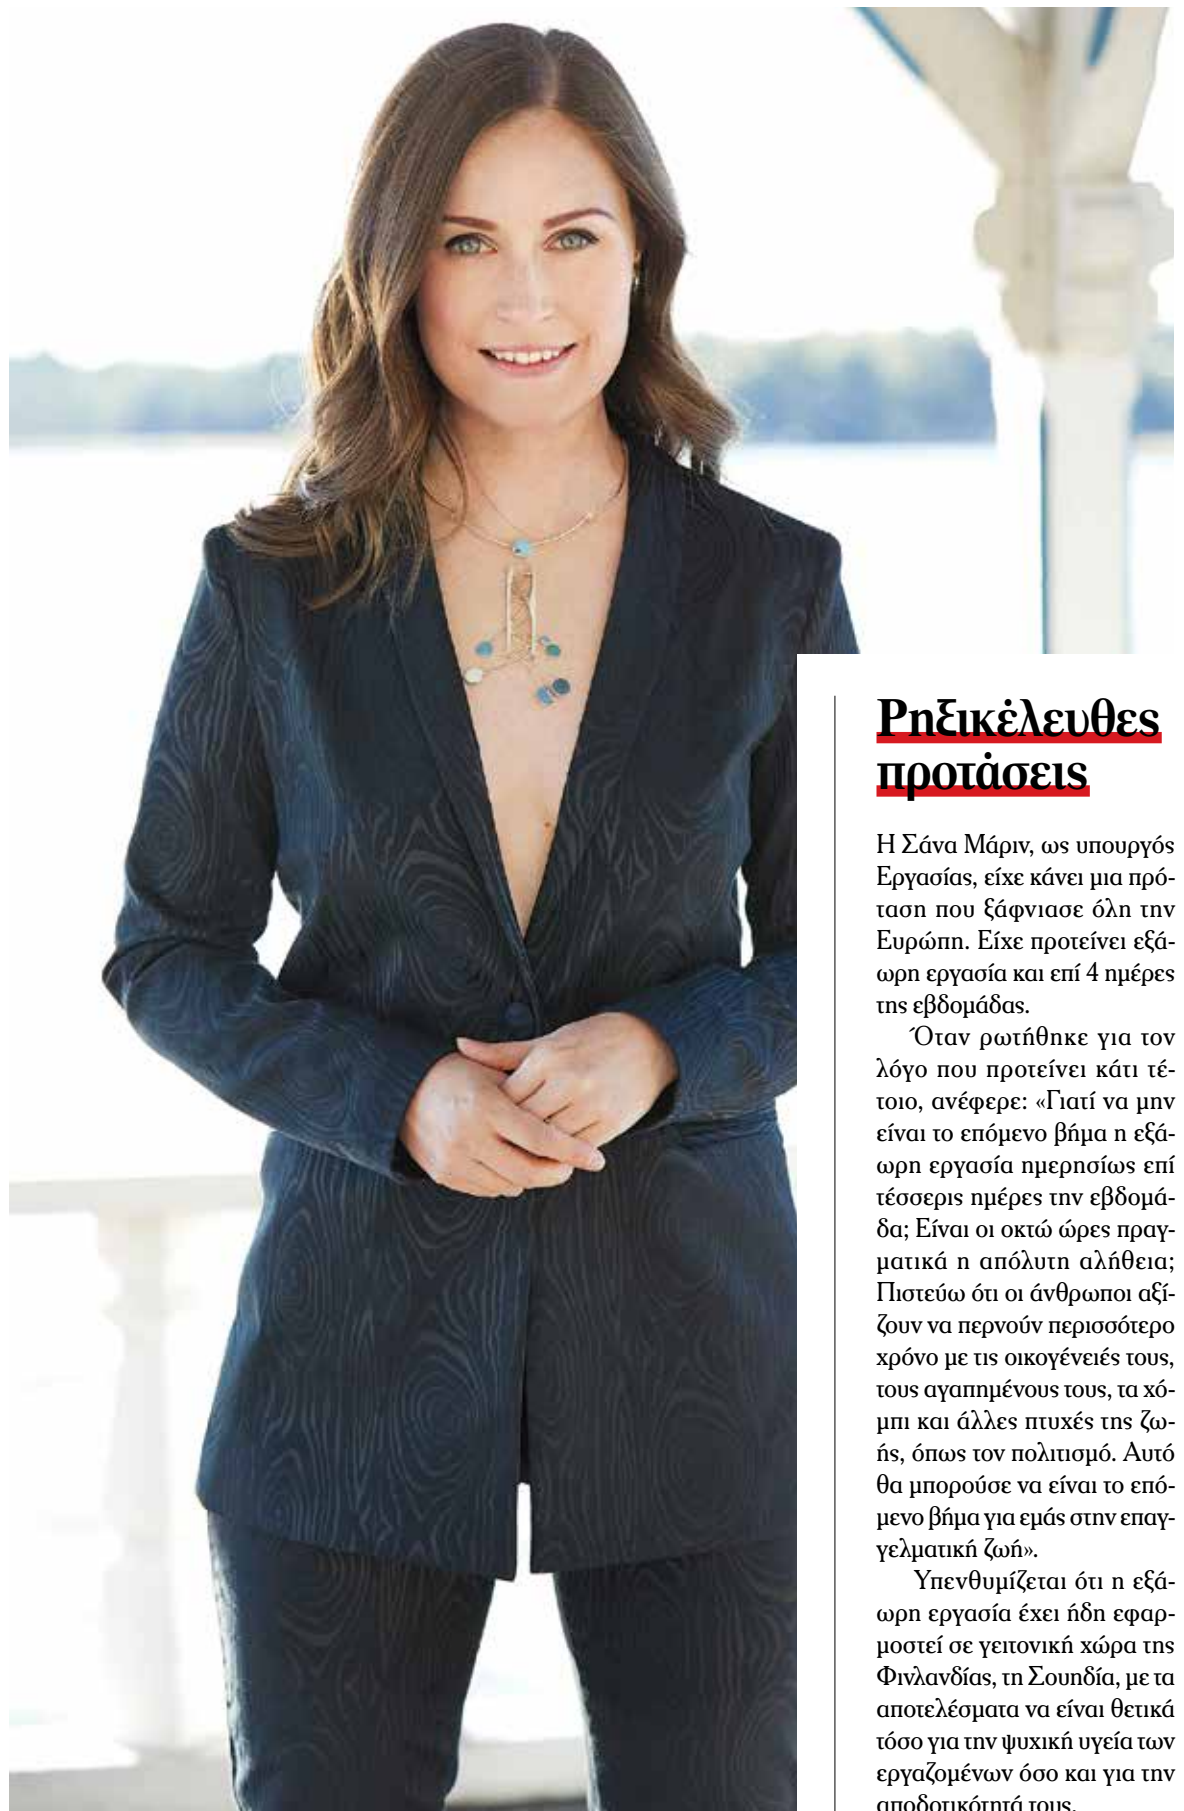 Ρηξικέλευθες
προτάσεις
Η Σάνα Μάριν, ως υπουργός
Εργασίας, είχε κάνει μια πρό-
ταση που ξάφνιασε όλη την
Ευρώπη. Είχε προτείνει εξά-
ωρη εργασία και επί 4 ημέρες
της εβδομάδας.
Όταν ρωτήθηκε για τον
λόγο που προτείνει κάτι τέ-
τοιο, ανέφερε: «Γιατί να μην
είναι το επόμενο βήμα η εξά-
ωρη εργασία ημερησίως επί
τέσσερις ημέρες την εβδομά-
δα; Είναι οι οκτώ ώρες πραγ-
ματικά η απόλυτη αλήθεια;
Πιστεύω ότι οι άνθρωποι αξί-
ζουν να περνούν περισσότερο
χρόνο με τις οικογένειές τους,
τους αγαπημένους τους, τα χό-
μπι και άλλες πτυχές της ζω-
ής, όπως τον πολιτισμό. Αυτό
θα μπορούσε να είναι το επό-
μενο βήμα για εμάς στην επαγ-
γελματική ζωή».
Υπενθυμίζεται ότι η εξά-
ωρη εργασία έχει ήδη εφαρ-
μοστεί σε γειτονική χώρα της
Φινλανδίας, τη Σουηδία, με τα
αποτελέσματα να είναι θετικά
τόσο για την ψυχική υγεία των
εργαζομένων όσο και για την
αποδοτικότητά τους.